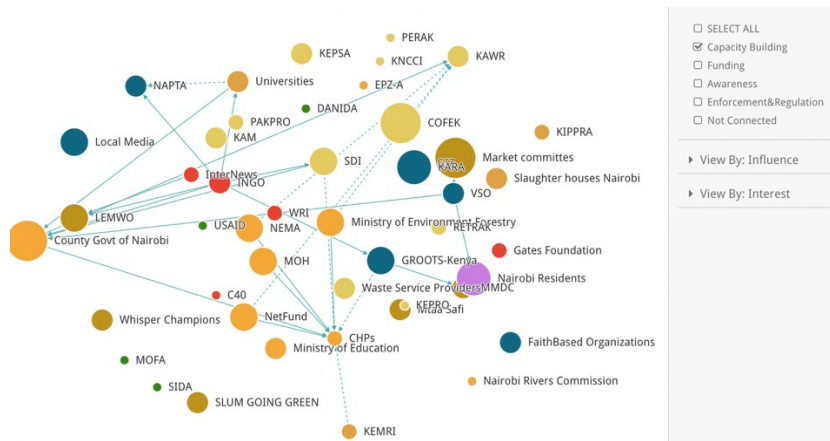 PERAK
SELECT ALL
KEPSA
KAWR
Capacity Building
KNCCI
Funding
NAPTA
Universities
EPZ-A
Awareness
DANIDA
Enforcement&Regulation
PAKPRO
COFEK
Not Connected
Local Media
KAM
KIPPRA
SDI
Market committees
View By: Influence
KARA
InterNews
Slaughter houses Nairobi
INGO
VSO
View By: Interest
LEMWO
WRI
USAID
NEMA
Ministry of Environment Forestry
RETRAK
County Govt of Nairobi
Gates Foundation
MOH
GROOTS-Kenya
Nairobi Residents
Waste Service Providers
MMDC
C40
KEPRO
Mtaa Safi
Whisper Champions
NetFund
CHPs
FaithBased Organizations
Ministry of Education
MOFA
Nairobi Rivers Commission
SIDA
SLUM GOING GREEN
KEMRI